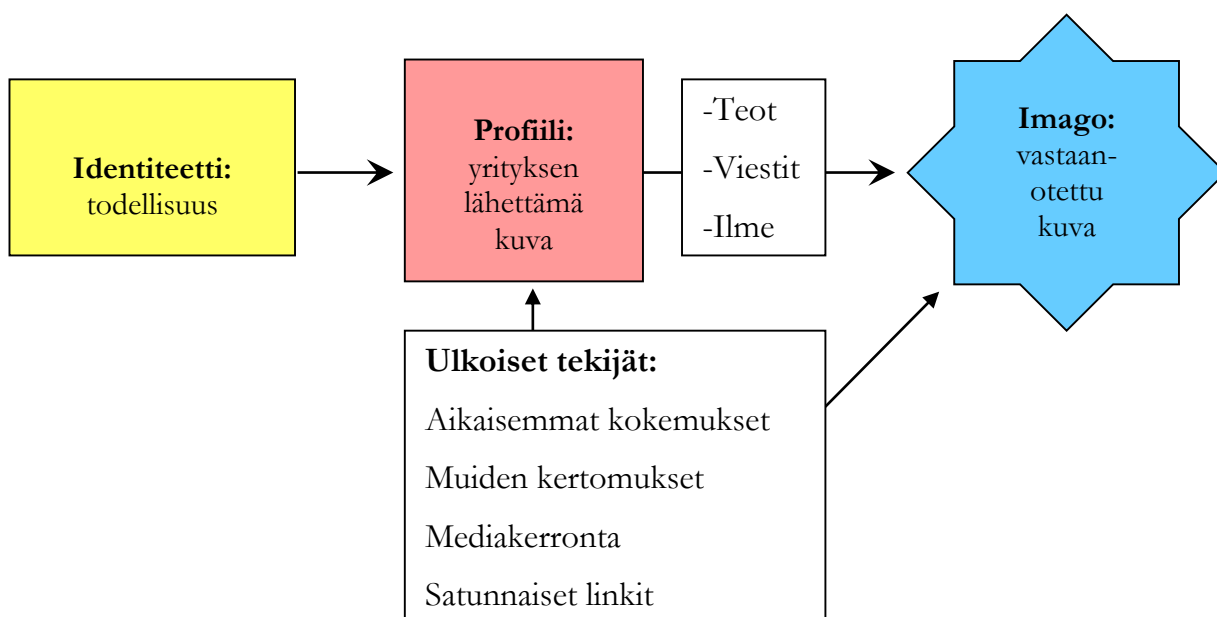 Identiteetti:
todellisuus
Profiili:
yrityksen
lähettämä
kuva
-Teot
-Viestit
-Ilme
Imago:
vastaan-
otettu
kuva
Ulkoiset tekijät:
Aikaisemmat kokemukset
Muiden kertomukset
Mediakerronta
Satunnaiset linkit